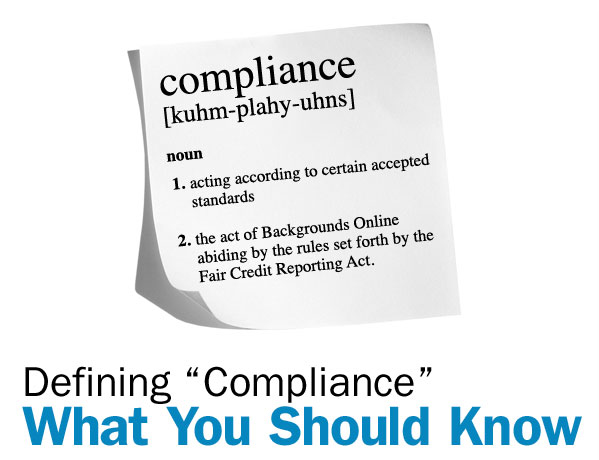 compliance
[kuhm-plahy-uhns]
noun
1. acting according to certain accepted
standards
2. the act of Backgrounds Online
abiding by the rules set forth by the
Fair Credit Reporting Act.
Defining “Compliance”
What You Should Know